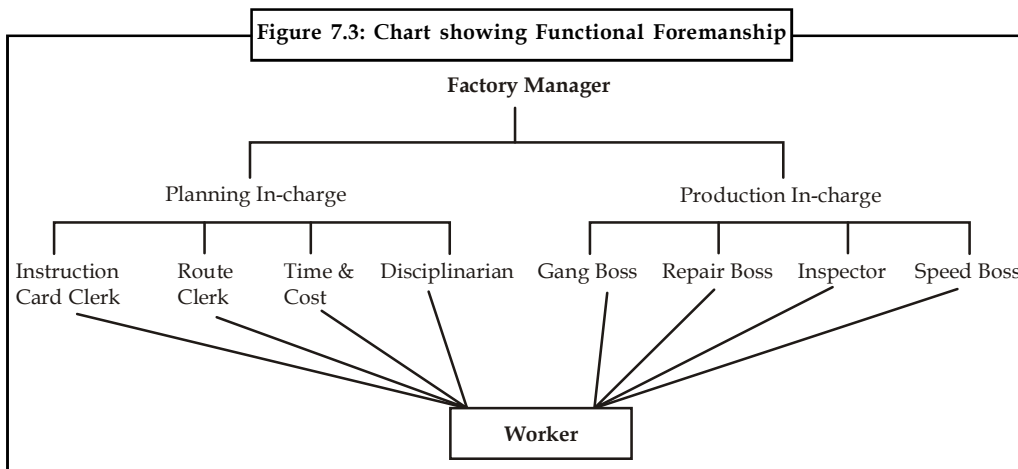 Figure 7.3: Chart showing Functional Foremanship
Factory Manager
Planning In-charge
Production In-charge
Instruction
Card Clerk
Route
Clerk
Time &
Cost
Disciplinarian
Gang Boss
Repair Boss
Inspector
Speed Boss
Worker